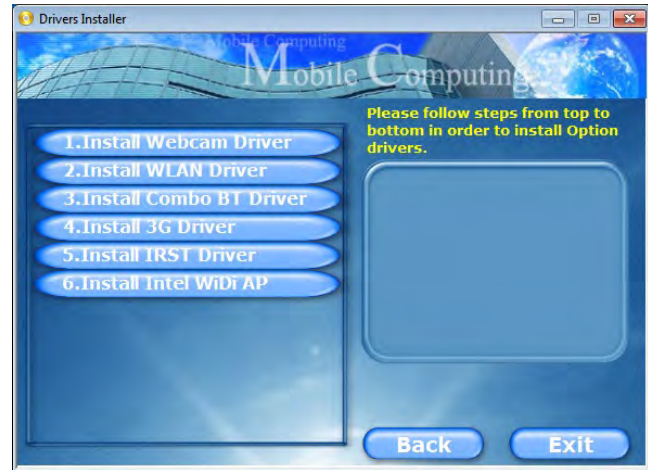 Drivers Installer
Mobile Computing
Mobile Computing
Please follow steps from top to
bottom in order to install Option
drivers.
1.Install Webcam Driver
2.Install WLAN Driver
3.Install Combo BT Driver
4.Install 3G Driver
5.Install IRST Driver
6.Install Intel WiDi AP
Back
Exit